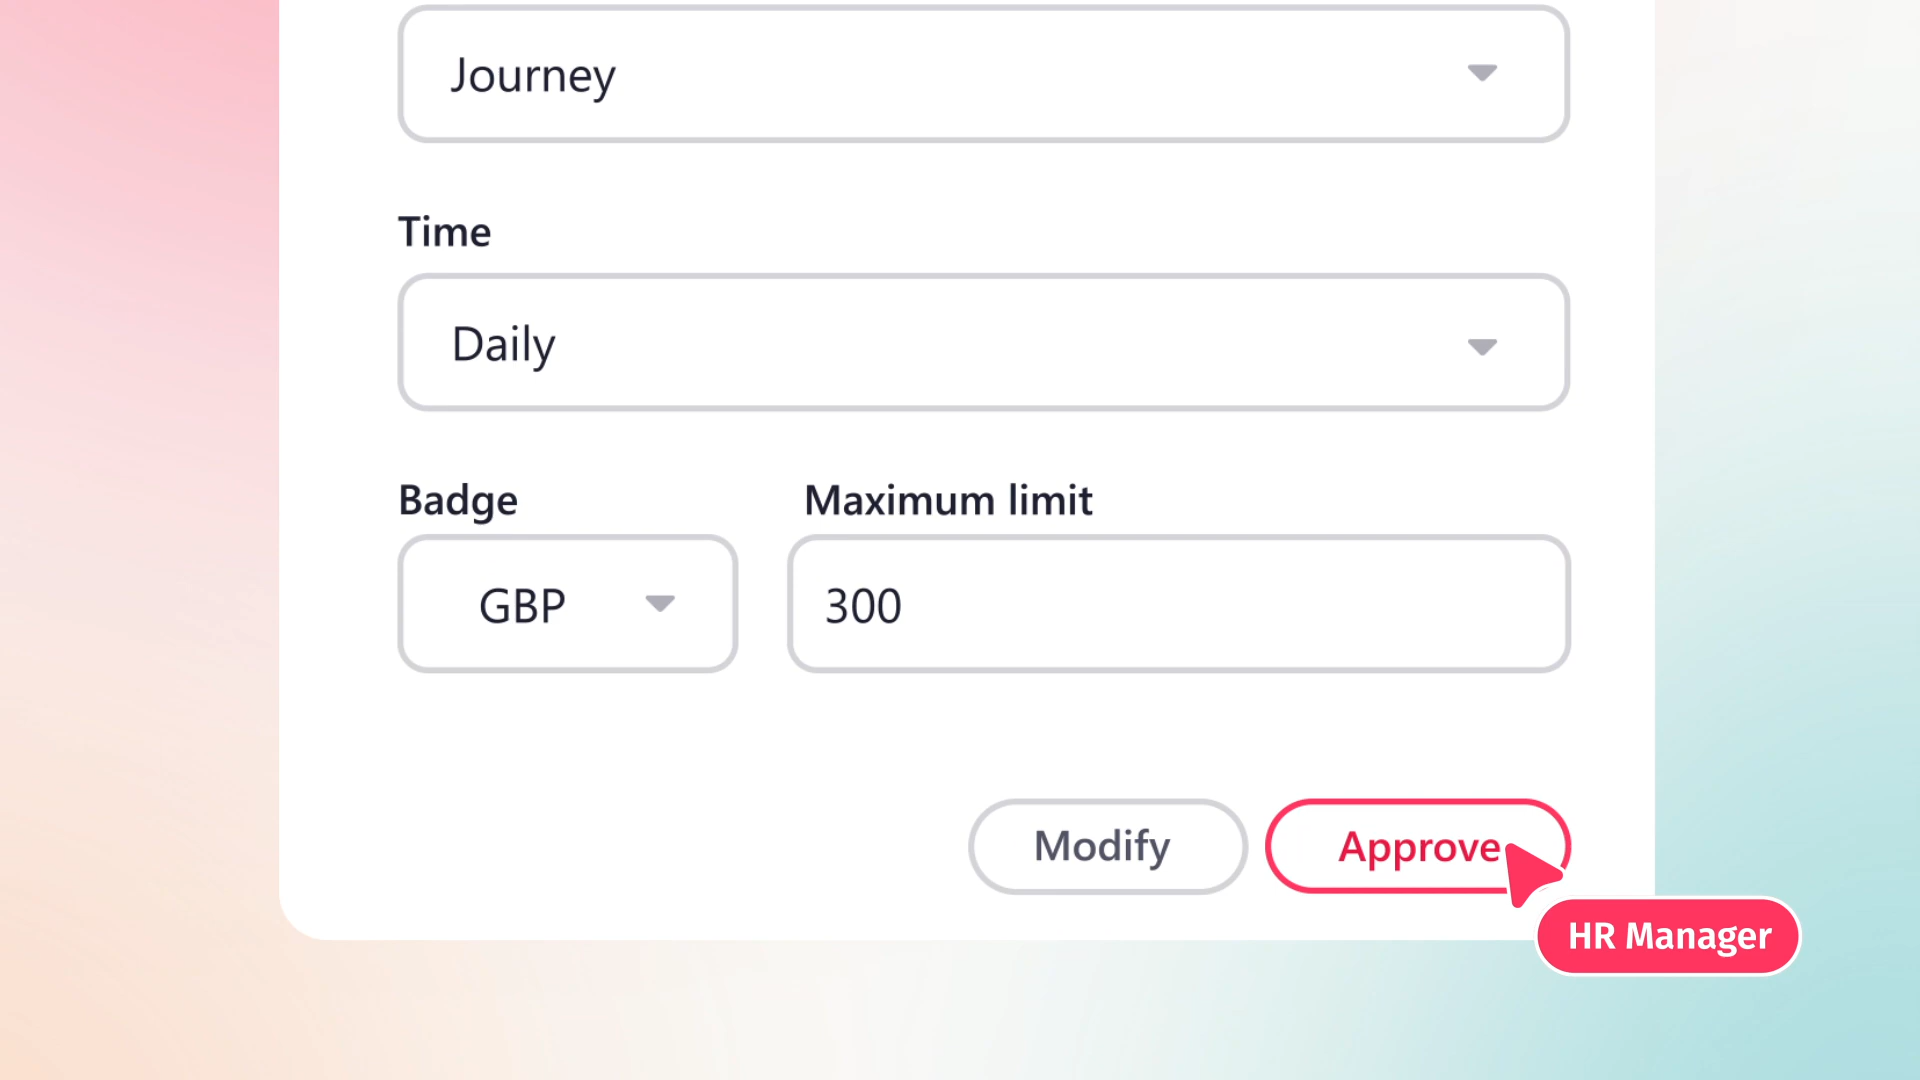 Journey
Time
Daily
Badge
Maximum limit
GBP
300
Modify
Approve
HR Manager